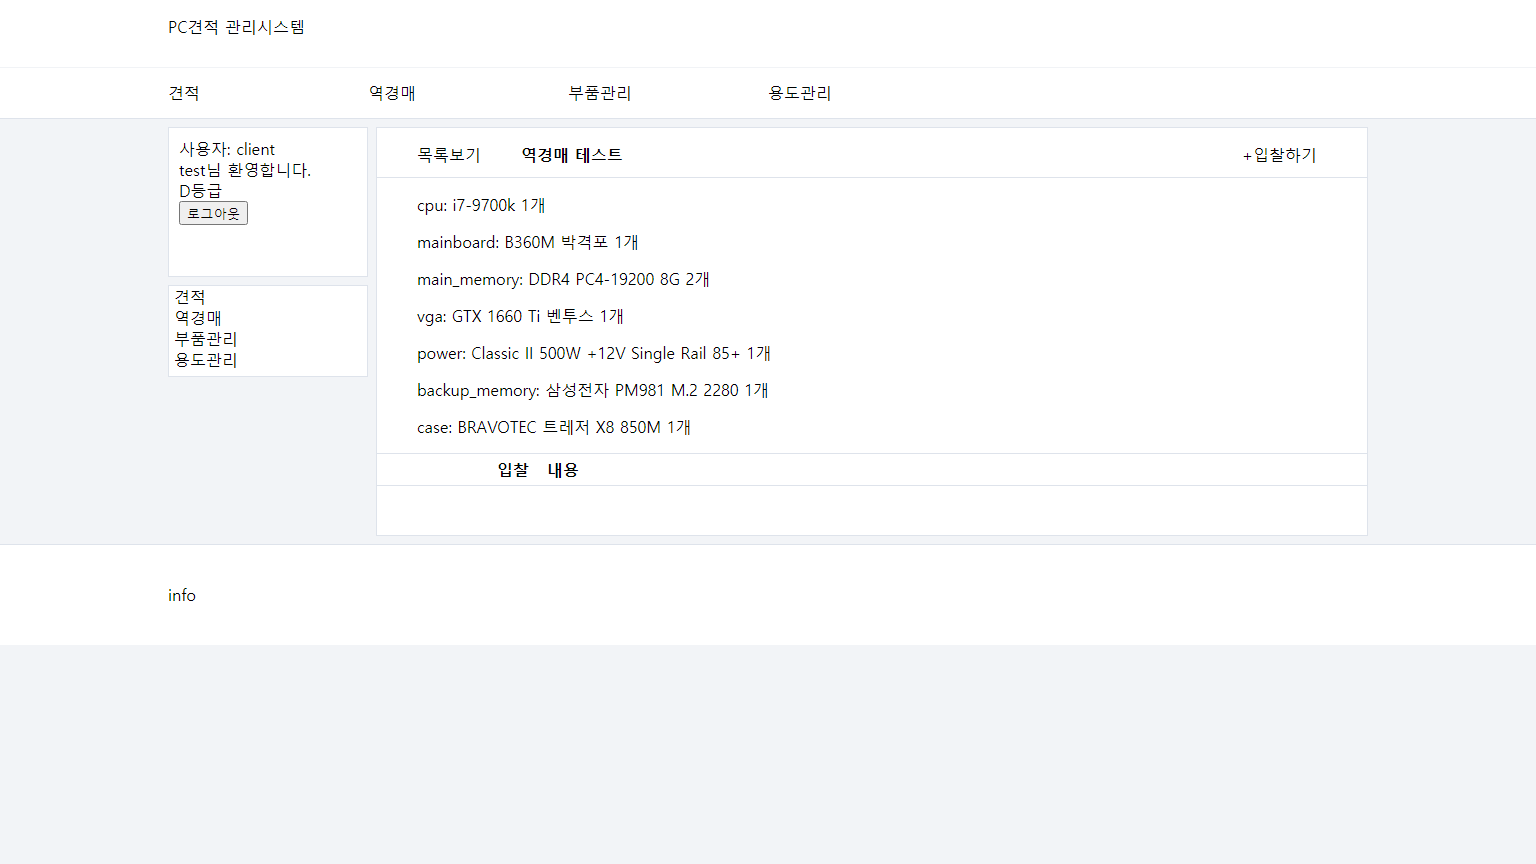 PC견적 관리시스템
견적 역경매 부품관리 용도관리
사용자: client
test님 환영합니다.
D등급
로그아웃
견적
역경매
부품관리
용도관리
목록보기 역경매 테스트 +입찰하기
cpu: i7-9700k 1개
mainboard: B360M 박격포 1개
main_memory: DDR4 PC4-19200 8G 2개
vga: GTX 1660 Ti 벤투스 1개
power: Classic II 500W +12V Single Rail 85+ 1개
backup_memory: 삼성전자 PM981 M.2 2280 1개
case: BRAVOTEC 트레저 X8 850M 1개
입찰 내용
info